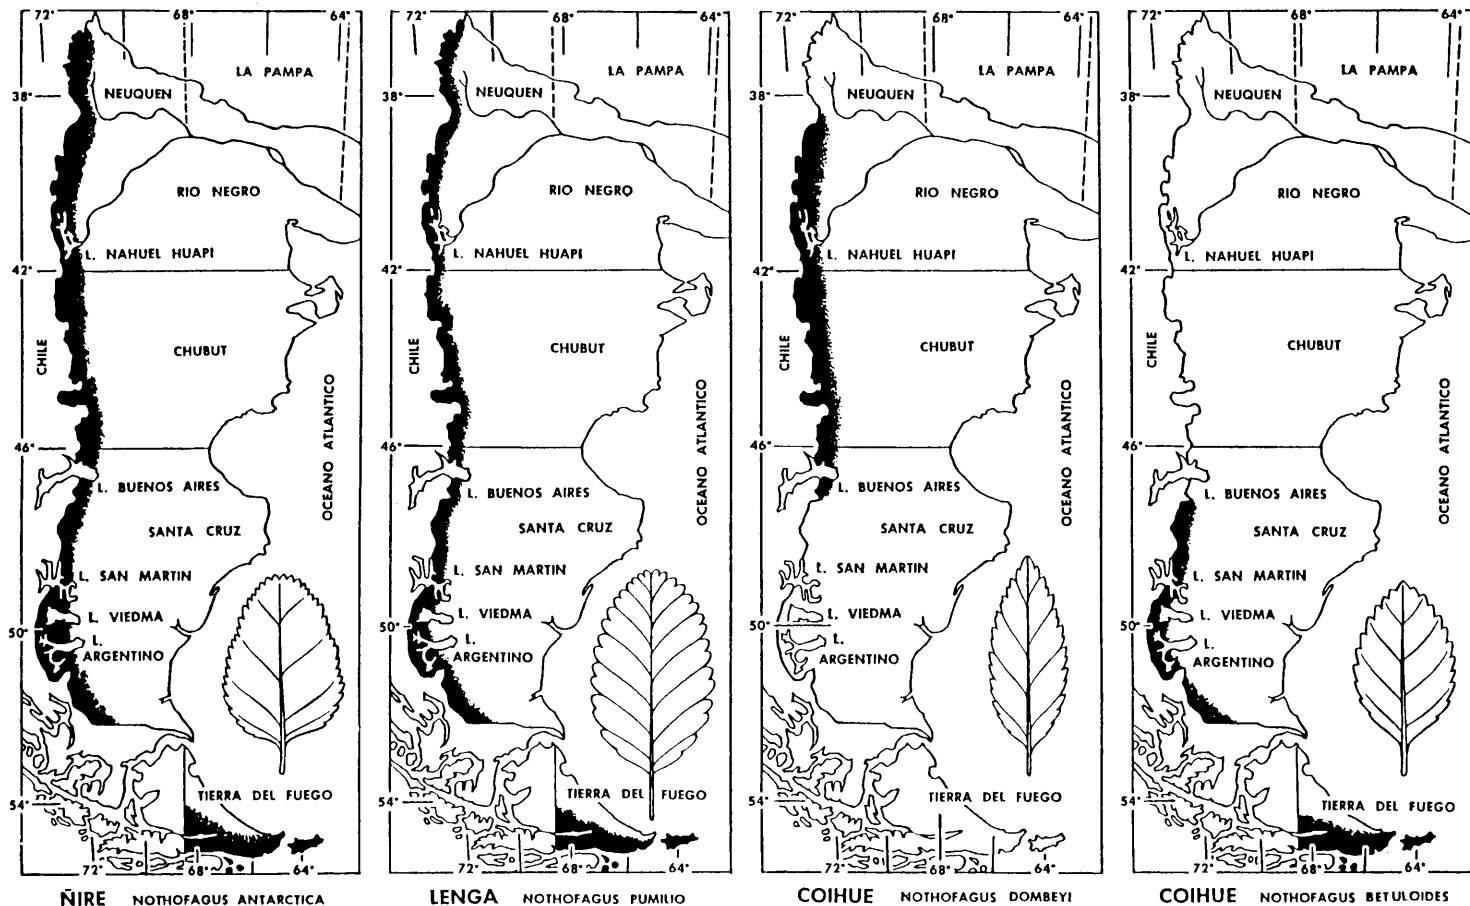 72° 68° 64°
LA PAMPA
NEUQUEN
38°
RIO NEGRO
L. NAHUEL HUAPI
42°
CHILE
CHUBUT
OCEANO ATLANTICO
46°
L. BUENOS AIRES
SANTA CRUZ
L. SAN MARTIN
L. VIEDMA
50°
L.
ARGENTINO
TIERRA DEL FUEGO
54°
72° 68° 64°
ÑIRE NOTHOFAGUS ANTARCTICA
72° 68° 64°
LA PAMPA
NEUQUEN
38°
RIO NEGRO
L. NAHUEL HUAPI
42°
CHILE
CHUBUT
OCEANO ATLANTICO
46°
L. BUENOS AIRES
SANTA CRUZ
L. SAN MARTIN
L. VIEDMA
50°
L.
ARGENTINO
TIERRA DEL FUEGO
54°
72° 68° 64°
LENGA NOTHOFAGUS PUMILIO
72° 68° 64°
LA PAMPA
NEUQUEN
38°
RIO NEGRO
L. NAHUEL HUAPI
42°
CHILE
CHUBUT
OCEANO ATLANTICO
46°
L. BUENOS AIRES
SANTA CRUZ
L. SAN MARTIN
L. VIEDMA
50°
L.
ARGENTINO
TIERRA DEL FUEGO
54°
72° 68° 64°
COIHUE NOTHOFAGUS DOMBEYI
72° 68° 64°
LA PAMPA
NEUQUEN
38°
RIO NEGRO
L. NAHUEL HUAPI
42°
CHILE
CHUBUT
OCEANO ATLANTICO
46°
L. BUENOS AIRES
SANTA CRUZ
L. SAN MARTIN
L. VIEDMA
50°
L.
ARGENTINO
TIERRA DEL FUEGO
54°
72° 68° 64°
COIHUE NOTHOFAGUS BETULOIDES